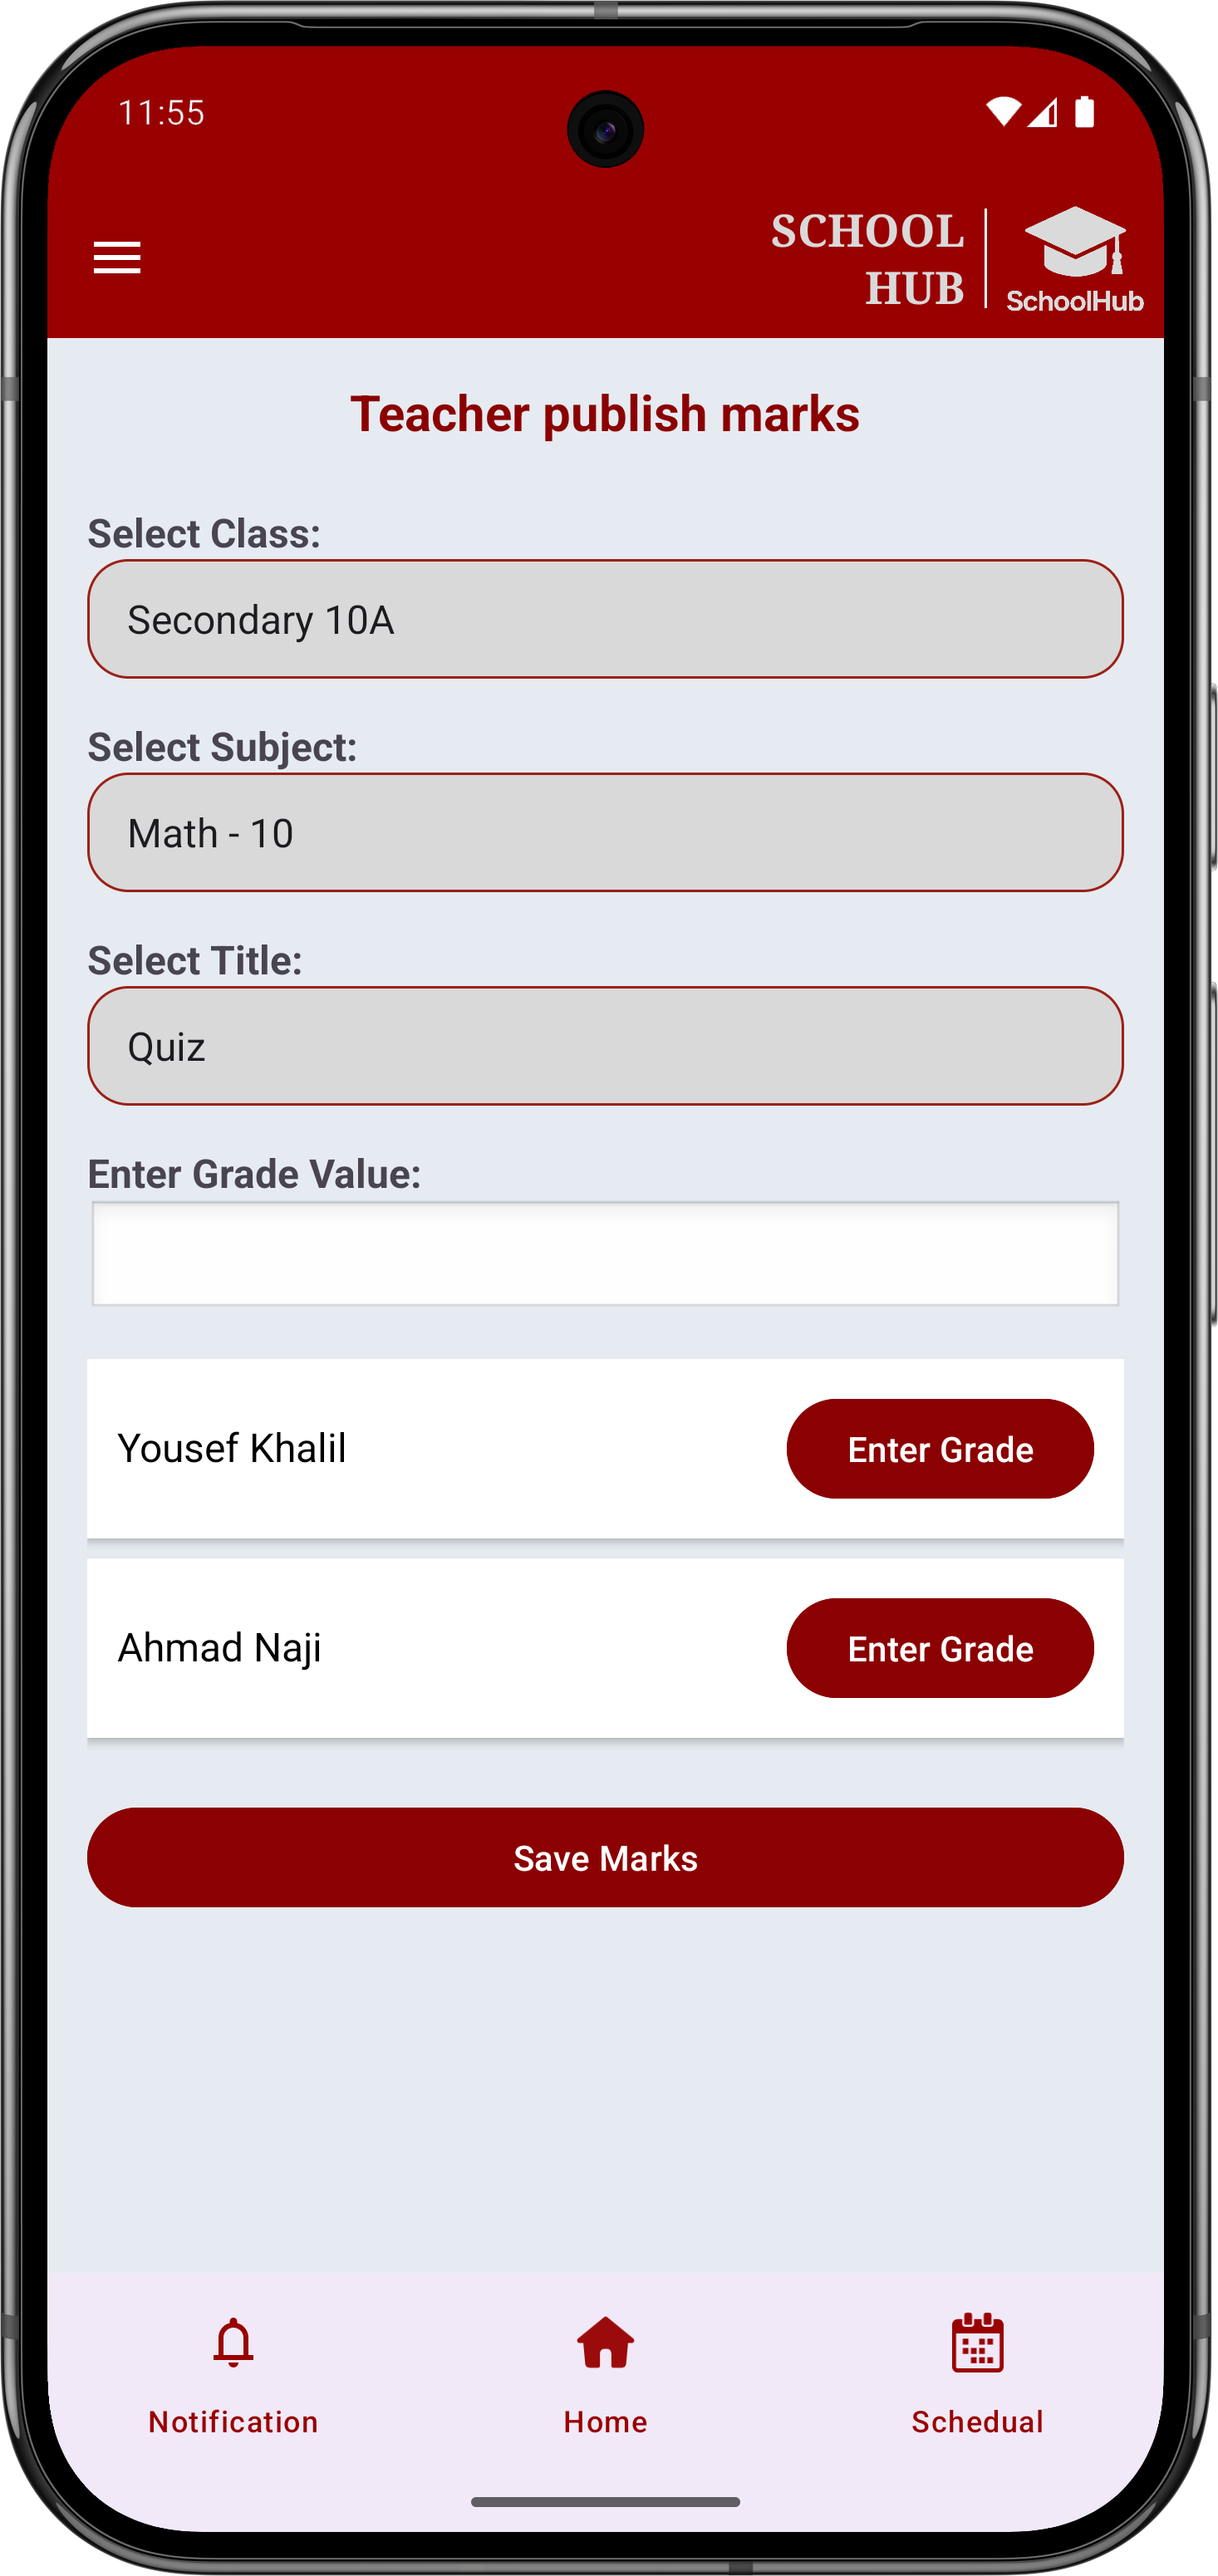 11:55
SCHOOL
HUB
SchoolHub
Teacher publish marks
Select Class:
Secondary 10A
Select Subject:
Math - 10
Select Title:
Quiz
Enter Grade Value:
Yousef Khalil
Enter Grade
Ahmad Naji
Enter Grade
Save Marks
Notification
Home
Schedual